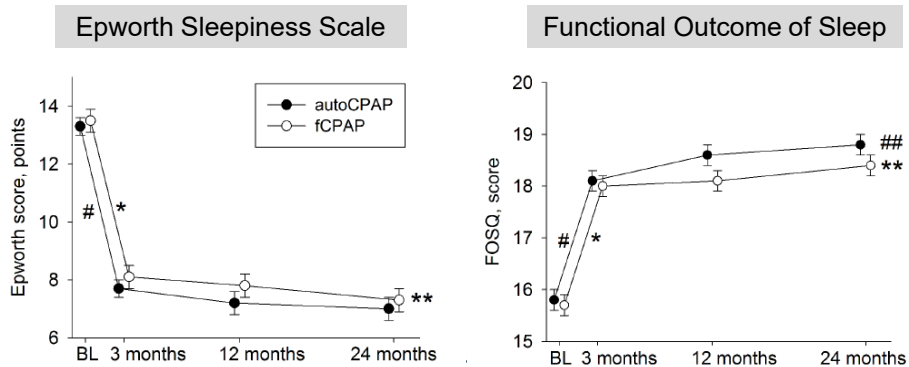 Epworth Sleepiness Scale
Epworth score, points
14
12
10
8
6
autoCPAP
fCPAP
#
*
**
BL 3 months 12 months 24 months
Functional Outcome of Sleep
FOSQ, score
20
19
18
17
16
15
##
**
#
*
BL 3 months 12 months 24 months